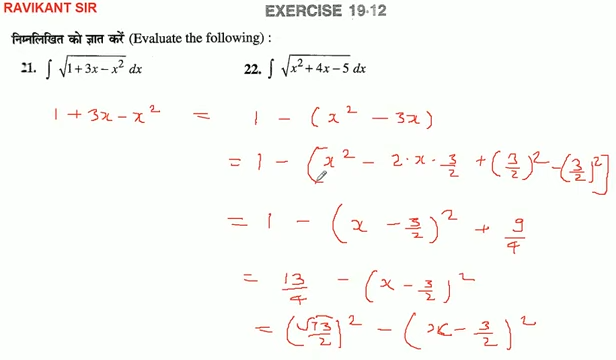 RAVIKANT SIR
EXERCISE 19·12
निम्नलिखित को ज्ञात करें (Evaluate the following) :
21. ∫ √(1 + 3x – x²) dx 22. ∫ √(x² + 4x – 5) dx
1 + 3x – x² = 1 – (x² – 3x)
= 1 – [x² – 2·x·3/2 + (3/2)² – (3/2)²]
= 1 – (x – 3/2)² + 9/4
= 13/4 – (x – 3/2)²
= (√13/2)² – (x – 3/2)²